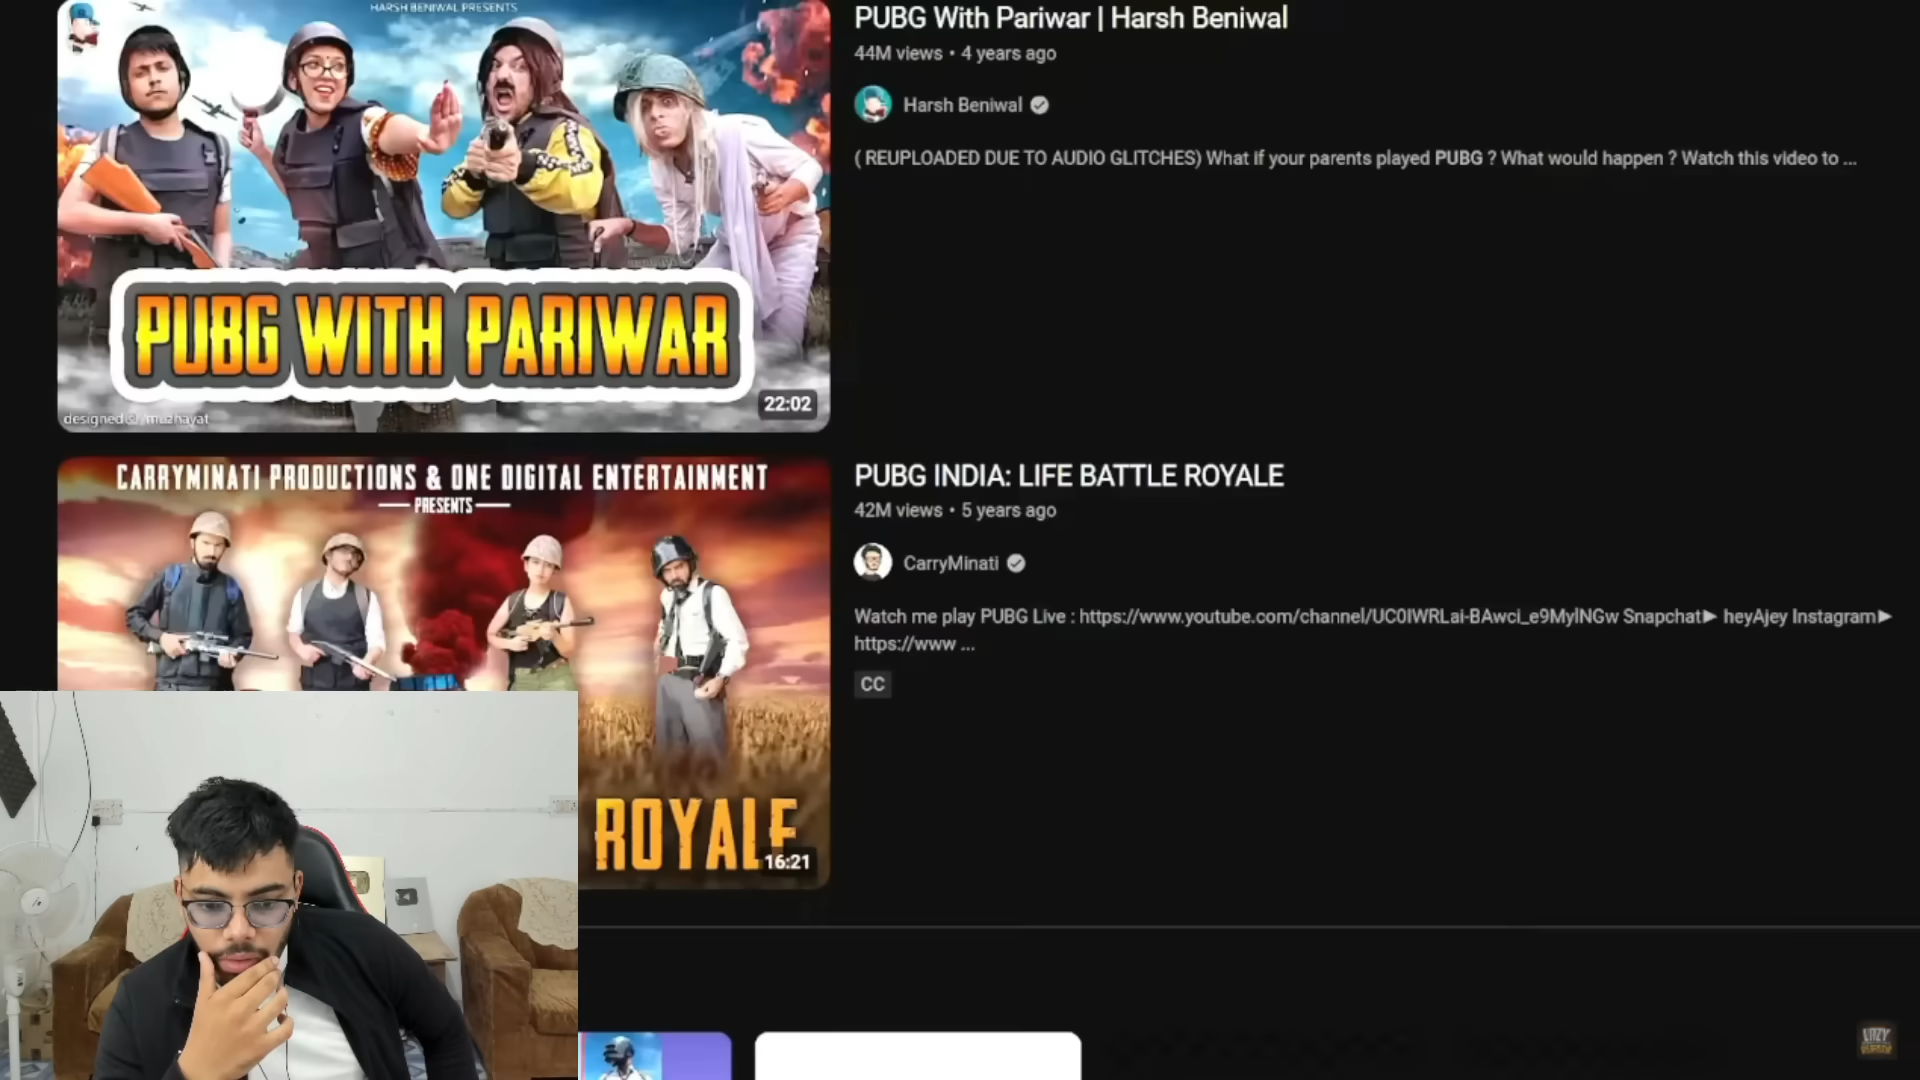 HARSH BENIWAL PRESENTS
PUBG WITH PARIWAR
22:02
PUBG With Pariwar | Harsh Beniwal
44M views • 4 years ago
Harsh Beniwal
( REUPLOADED DUE TO AUDIO GLITCHES) What if your parents played PUBG ? What would happen ? Watch this video to ...
CARRYMINATI PRODUCTIONS & ONE DIGITAL ENTERTAINMENT
PRESENTS
ROYALE
16:21
PUBG INDIA: LIFE BATTLE ROYALE
42M views • 5 years ago
CarryMinati
Watch me play PUBG Live : https://www.youtube.com/channel/UC0IWRLai-BAwci_e9MylNGw Snapchat▶ heyAjey Instagram▶
https://www ...
CC